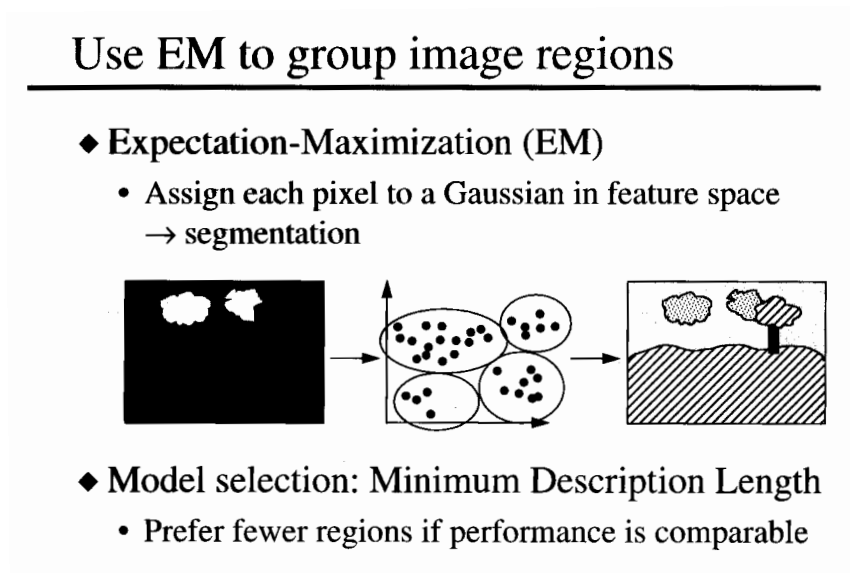 Use EM to group image regions
◆ Expectation-Maximization (EM)
• Assign each pixel to a Gaussian in feature space
→ segmentation
◆ Model selection: Minimum Description Length
• Prefer fewer regions if performance is comparable